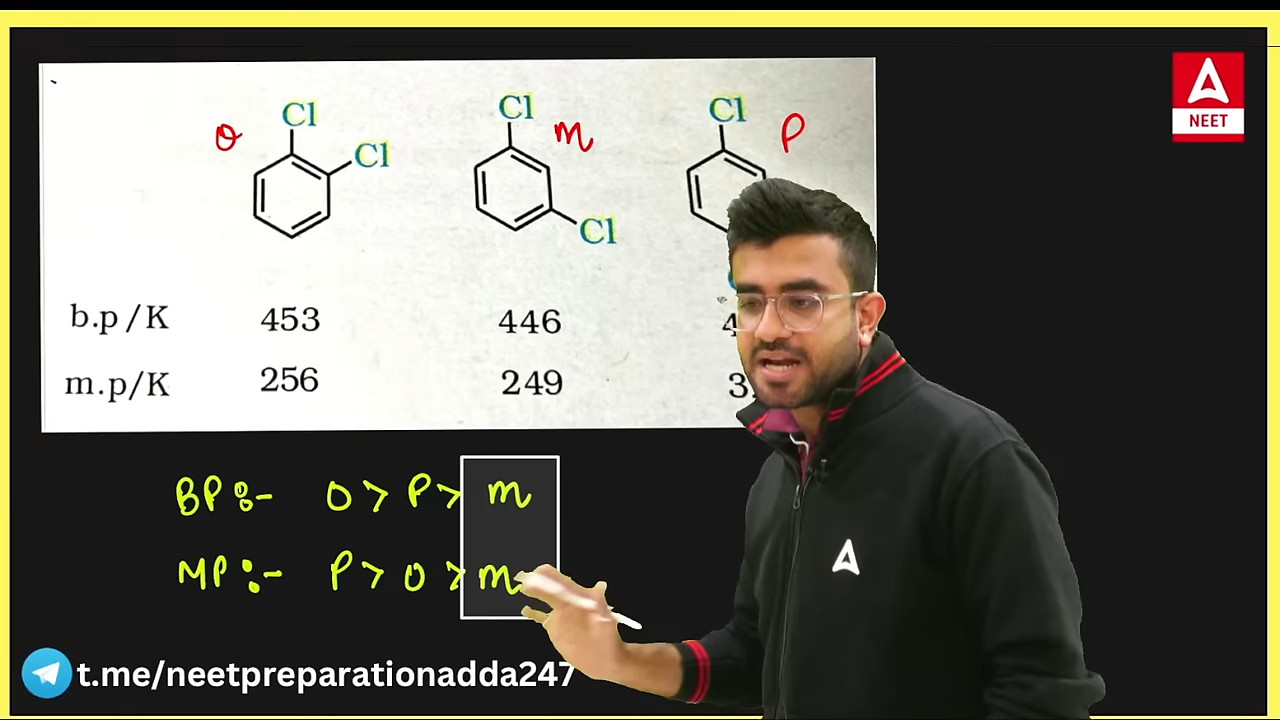 Cl
Cl
O
Cl
Cl
m
Cl
P
b.p/K 453 446
m.p/K 256 249
BP:- O > P > m
MP:- P > O > m
NEET
t.me/neetpreparationadda247